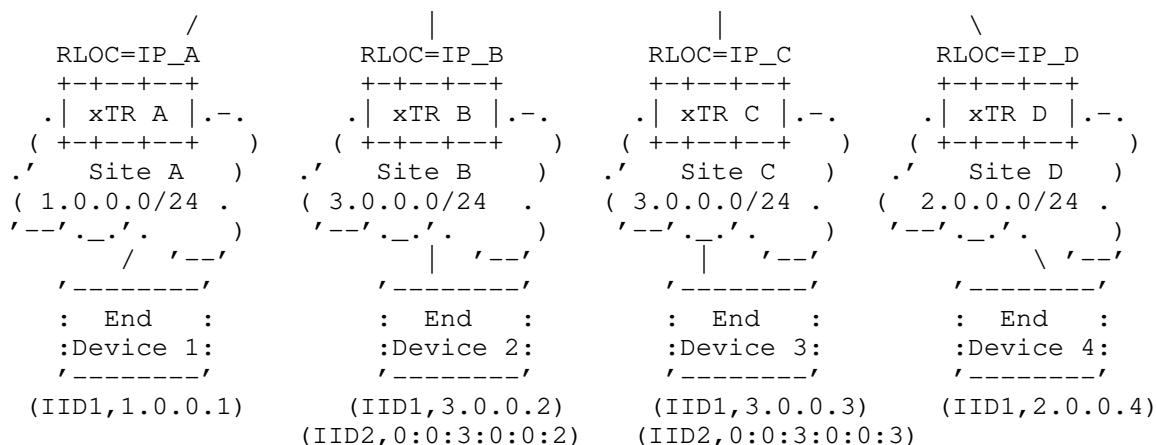 / | | \
RLOC=IP_A RLOC=IP_B RLOC=IP_C RLOC=IP_D
+-+--+--+ +-+--+--+ +-+--+--+ +-+--+--+
.| xTR A |.-. .| xTR B |.-. .| xTR C |.-. .| xTR D |.-.
( +-+--+--+ ) ( +-+--+--+ ) ( +-+--+--+ ) ( +-+--+--+ )
.' Site A ) .' Site B ) .' Site C ) .' Site D )
( 1.0.0.0/24 . ( 3.0.0.0/24 . ( 3.0.0.0/24 . ( 2.0.0.0/24 .
'--'._.'. ) '--'._.'. ) '--'._.'. ) '--'._.'. )
/ '--' | '--' | '--' \ '--'
'--------' '--------' '--------' '--------'
: End : : End : : End : : End :
:Device 1: :Device 2: :Device 3: :Device 4:
'--------' '--------' '--------' '--------'
(IID1,1.0.0.1) (IID1,3.0.0.2) (IID1,3.0.0.3) (IID1,2.0.0.4)
(IID2,0:0:3:0:0:2) (IID2,0:0:3:0:0:3)